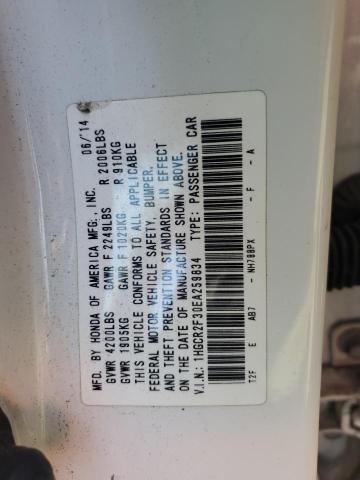 MFD. BY HONDA OF AMERICA MFG., INC. 06/'14
GVWR 4200LBS GAWR F 2249LBS R 2006LBS
GVWR 1905KG GAWR F 1020KG R 910KG
THIS VEHICLE CONFORMS TO ALL APPLICABLE
FEDERAL MOTOR VEHICLE SAFETY, BUMPER,
AND THEFT PREVENTION STANDARDS IN EFFECT
ON THE DATE OF MANUFACTURE SHOWN ABOVE.
V.I.N.: 1HGCR2F30EA259834 TYPE: PASSENGER CAR
T2F E AB7 - NH788PX - F - A